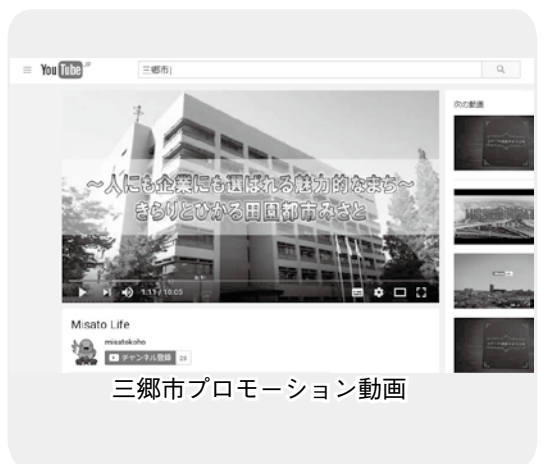 YouTube JP
三郷市
次の動画
～人にも企業にも選ばれる魅力的なまち～
きらりとひかる田園都市みさと
1:11 / 10:05
Misato Life
misatokoho
チャンネル登録 28
三郷市プロモーション動画